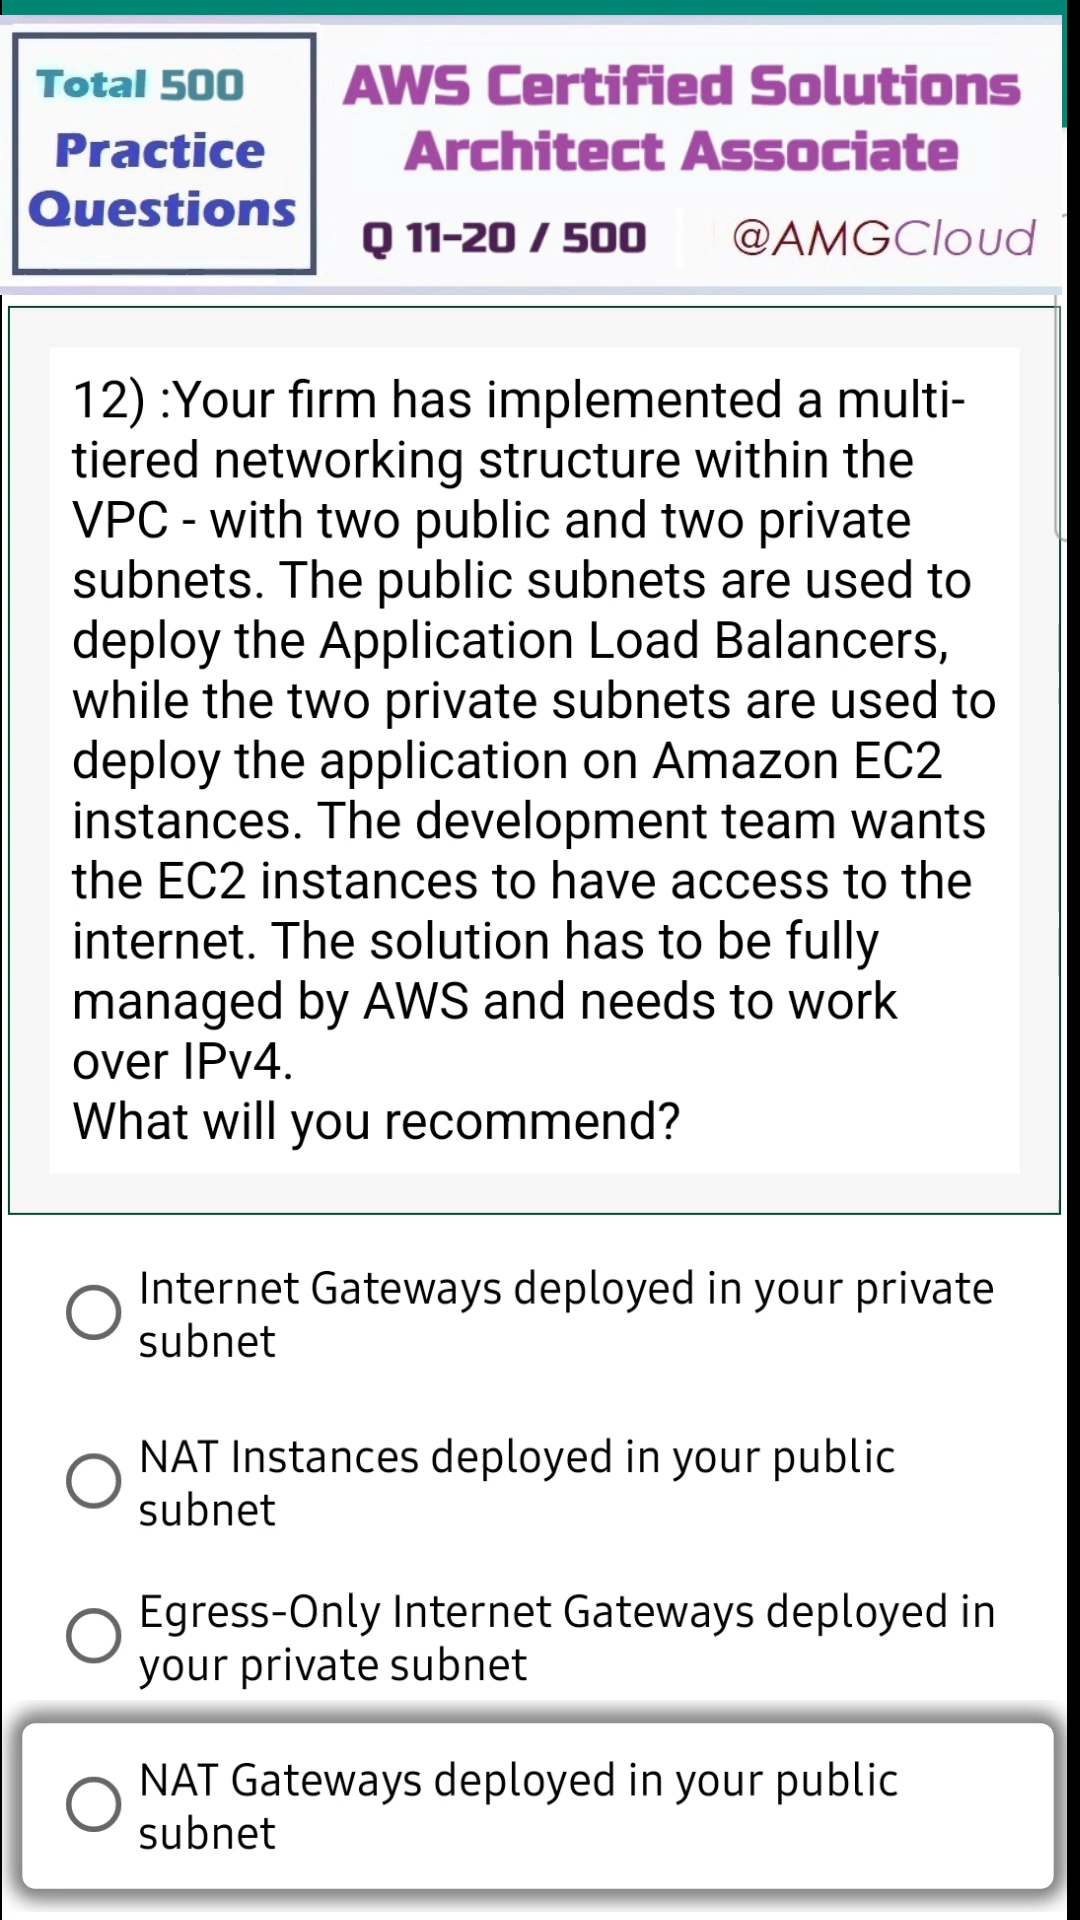 Total 500
Practice
Questions
AWS Certified Solutions
Architect Associate
Q 11-20 / 500
@AMGCloud
12) :Your firm has implemented a multi-
tiered networking structure within the
VPC - with two public and two private
subnets. The public subnets are used to
deploy the Application Load Balancers,
while the two private subnets are used to
deploy the application on Amazon EC2
instances. The development team wants
the EC2 instances to have access to the
internet. The solution has to be fully
managed by AWS and needs to work
over IPv4.
What will you recommend?
Internet Gateways deployed in your private
subnet
NAT Instances deployed in your public
subnet
Egress-Only Internet Gateways deployed in
your private subnet
NAT Gateways deployed in your public
subnet